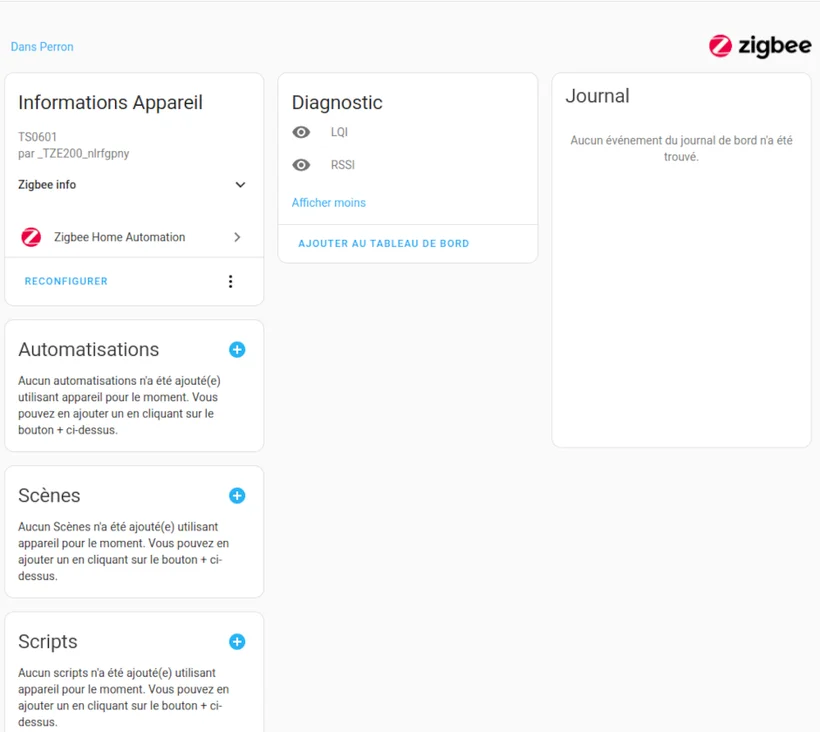 Dans Perron
zigbee
Informations Appareil
TS0601
par _TZE200_nlrfgpny
Zigbee info
Zigbee Home Automation
RECONFIGURER
Automatisations
Aucun automatisations n'a été ajouté(e)
utilisant appareil pour le moment. Vous
pouvez en ajouter un en cliquant sur le
bouton + ci-dessus.
Scènes
Aucun Scènes n'a été ajouté(e) utilisant
appareil pour le moment. Vous pouvez en
ajouter un en cliquant sur le bouton + ci-
dessus.
Scripts
Aucun scripts n'a été ajouté(e) utilisant
appareil pour le moment. Vous pouvez en
ajouter un en cliquant sur le bouton + ci-
dessus.
Diagnostic
LQI
RSSI
Afficher moins
AJOUTER AU TABLEAU DE BORD
Journal
Aucun événement du journal de bord n'a été
trouvé.